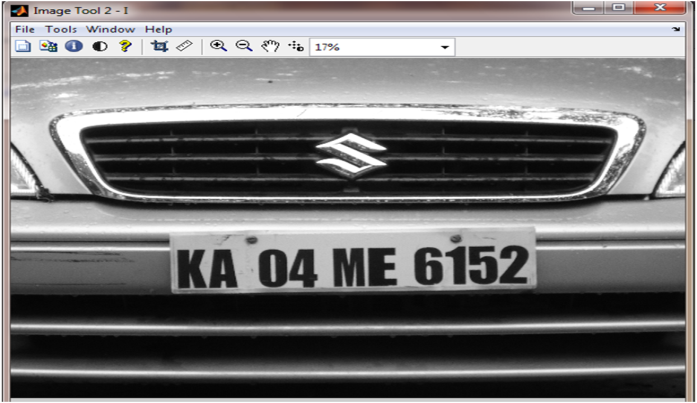 Image Tool 2 - I
File Tools Window Help
17%
KA 04 ME 6152